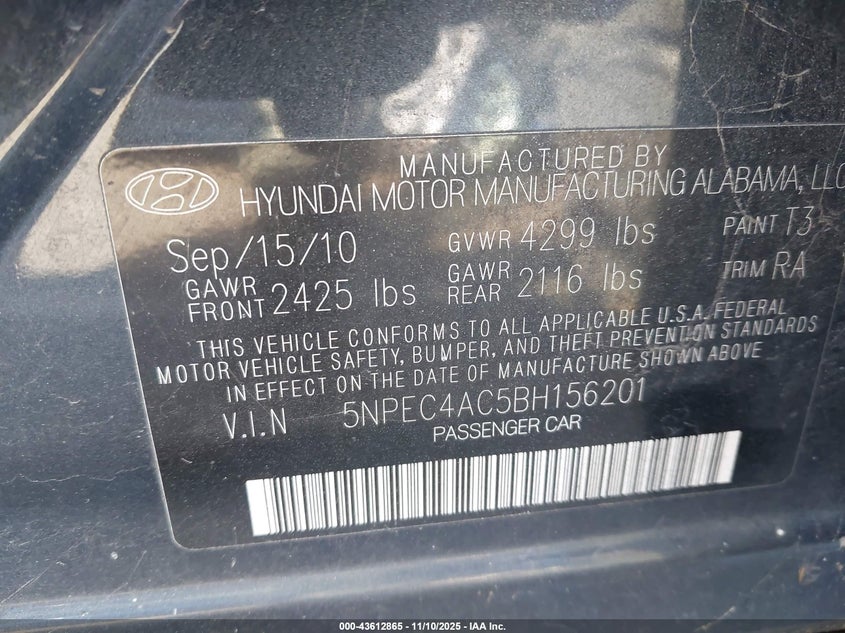 MANUFACTURED BY
HYUNDAI MOTOR MANUFACTURING ALABAMA, LLC
Sep/15/10 GVWR 4299 lbs PAINT T3
GAWR FRONT 2425 lbs GAWR REAR 2116 lbs TRIM RA
THIS VEHICLE CONFORMS TO ALL APPLICABLE U.S.A. FEDERAL
MOTOR VEHICLE SAFETY, BUMPER, AND THEFT PREVENTION STANDARDS
IN EFFECT ON THE DATE OF MANUFACTURE SHOWN ABOVE
V.I.N 5NPEC4AC5BH156201
PASSENGER CAR
000-43612865 - 11/10/2025 - IAA Inc.